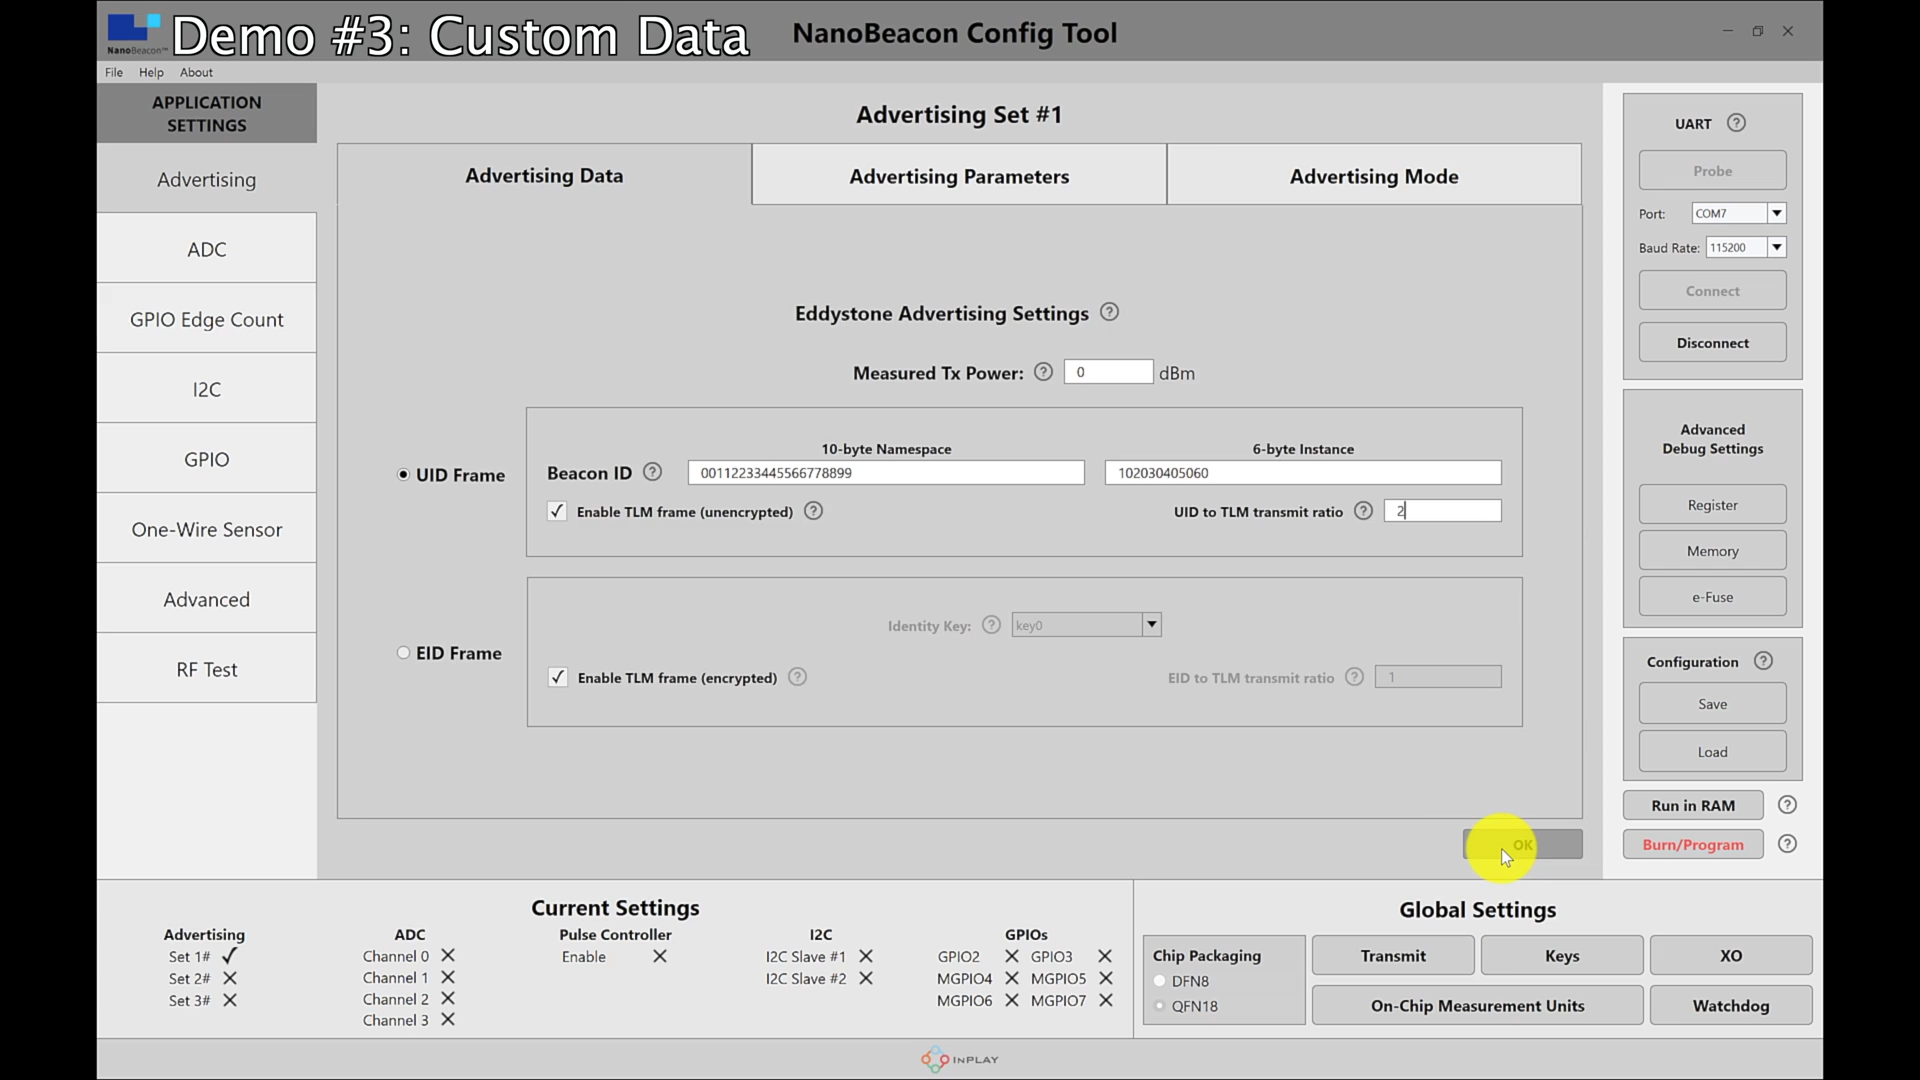 Demo #3: Custom Data
NanoBeacon™
NanoBeacon Config Tool
File Help About
APPLICATION
SETTINGS
Advertising
ADC
GPIO Edge Count
I2C
GPIO
One-Wire Sensor
Advanced
RF Test
Advertising Set #1
Advertising Data
Advertising Parameters
Advertising Mode
Eddystone Advertising Settings ?
Measured Tx Power: ? 0 dBm
10-byte Namespace 6-byte Instance
UID Frame
Beacon ID ? 00112233445566778899 102030405060
Enable TLM frame (unencrypted) ? UID to TLM transmit ratio ? 2
Identity Key: ? key0
EID Frame
Enable TLM frame (encrypted) ? EID to TLM transmit ratio ? 1
OK
UART ?
Probe
Port: COM7
Baud Rate: 115200
Connect
Disconnect
Advanced
Debug Settings
Register
Memory
e-Fuse
Configuration ?
Save
Load
Run in RAM ?
Burn/Program ?
Current Settings
Advertising
Set 1#
Set 2#
Set 3#
ADC
Channel 0
Channel 1
Channel 2
Channel 3
Pulse Controller
Enable
I2C
I2C Slave #1
I2C Slave #2
GPIOs
GPIO2 GPIO3
MGPIO4 MGPIO5
MGPIO6 MGPIO7
Global Settings
Chip Packaging
DFN8
QFN18
Transmit
Keys
XO
On-Chip Measurement Units
Watchdog
INPLAY